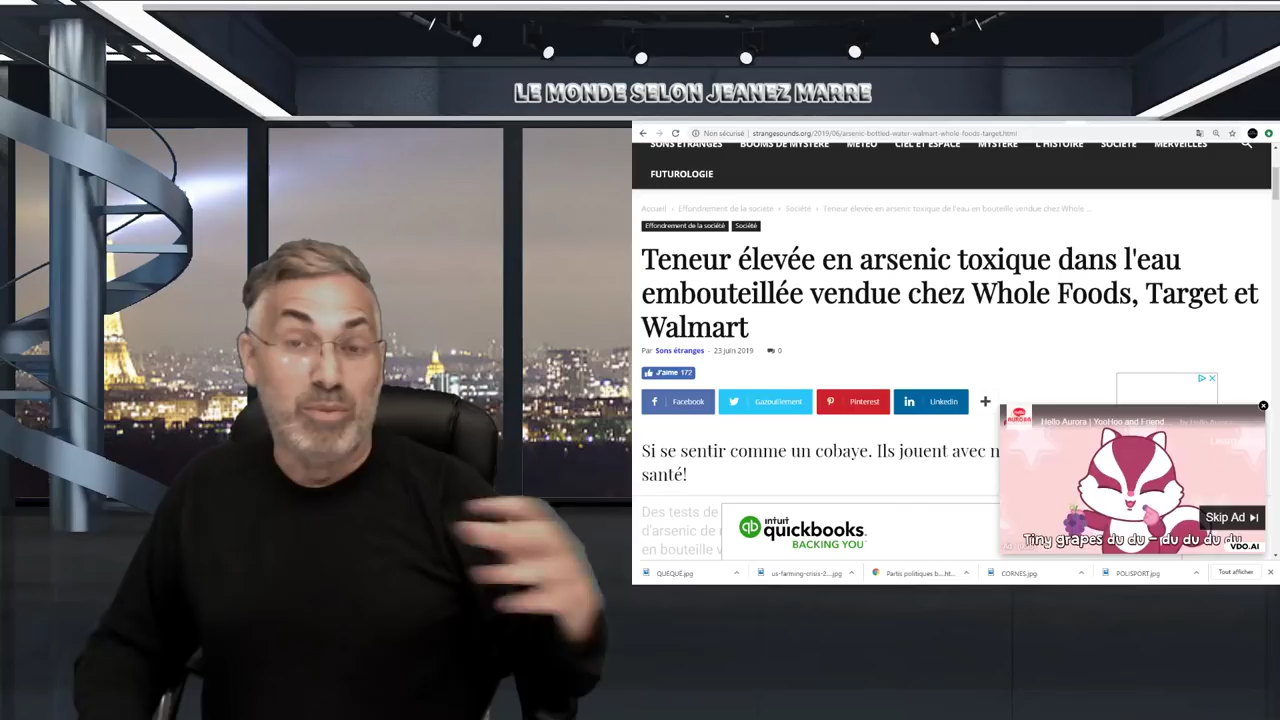 LE MONDE SELON JEANEZ MARRE
Non sécurisé | strangesounds.org/2019/06/arsenic-bottled-water-walmart-whole-foods-target.html
SONS ÉTRANGES BOOMS DE MYSTÈRE MÉTÉO CIEL ET ESPACE MYSTÈRE L'HISTOIRE SOCIÉTÉ MERVEILLES
FUTUROLOGIE
Accueil › Effondrement de la société › Société › Teneur élevée en arsenic toxique de l'eau en bouteille vendue chez Whole ...
Effondrement de la société Société
Teneur élevée en arsenic toxique dans l'eau
embouteillée vendue chez Whole Foods, Target et
Walmart
Par Sons étranges - 23 juin 2019 0
J'aime 172
Facebook Gazouillement Pinterest Linkedin +
Hello Aurora | YooHoo and Friend
Si se sentir comme un cobaye. Ils jouent avec n
santé!
Des tests de
d'arsenic de
en bouteille v
intuit
quickbooks.
BACKING YOU
Skip Ad
Tiny grapes du du – du du du du
VDO.AI
QUEQUÉ.jpg us-farming-crisis-2....jpg Partis politiques b....ht... CORNES.jpg POLISPORT.jpg Tout afficher